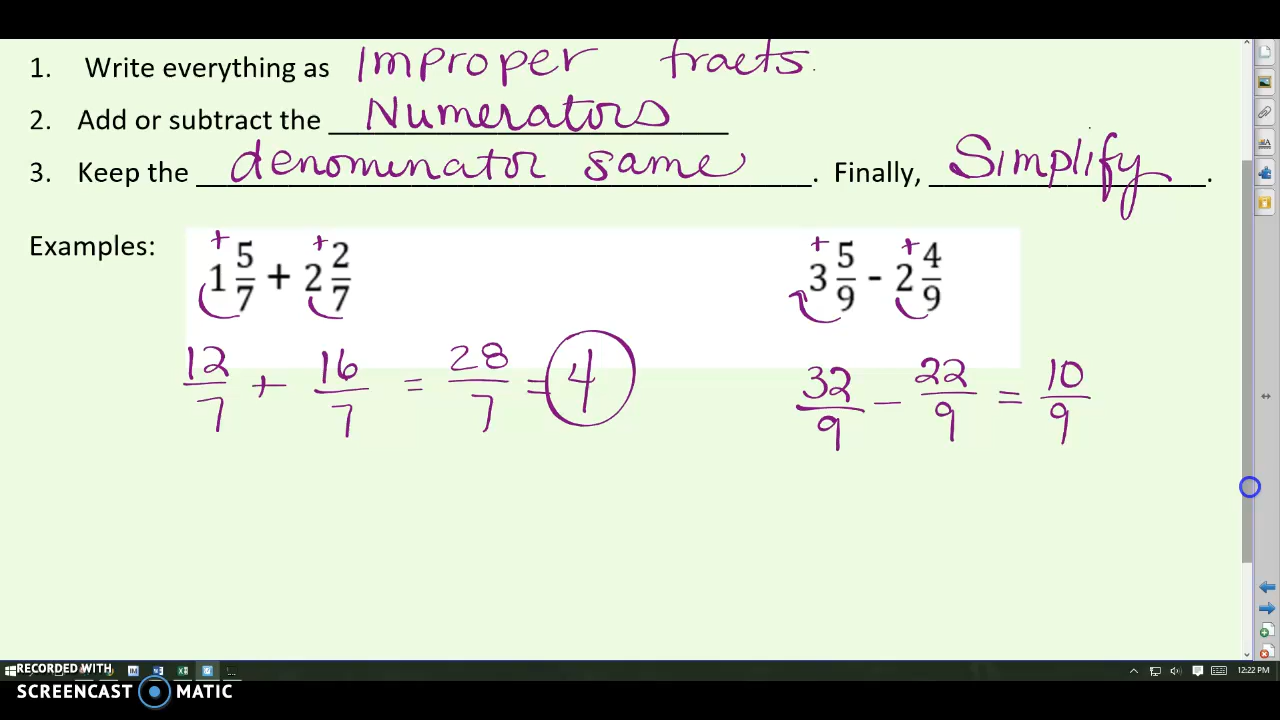 1. Write everything as Improper fracts.
2. Add or subtract the Numerators
3. Keep the denominator same. Finally, Simplify.
Examples: 1 5/7 + 2 2/7 3 5/9 - 2 4/9
12/7 + 16/7 = 28/7 = 4 32/9 - 22/9 = 10/9
RECORDED WITH
SCREENCAST MATIC
12:22 PM